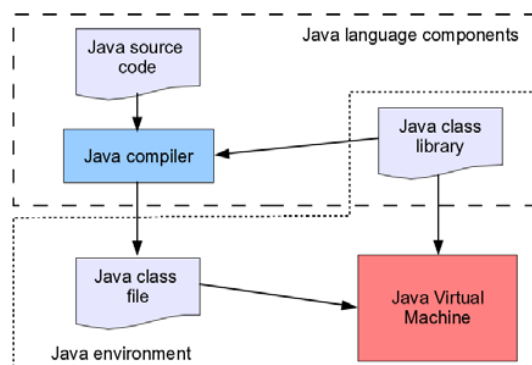 Java source
code
Java language components
Java compiler
Java class
library
Java class
file
Java Virtual
Machine
Java environment